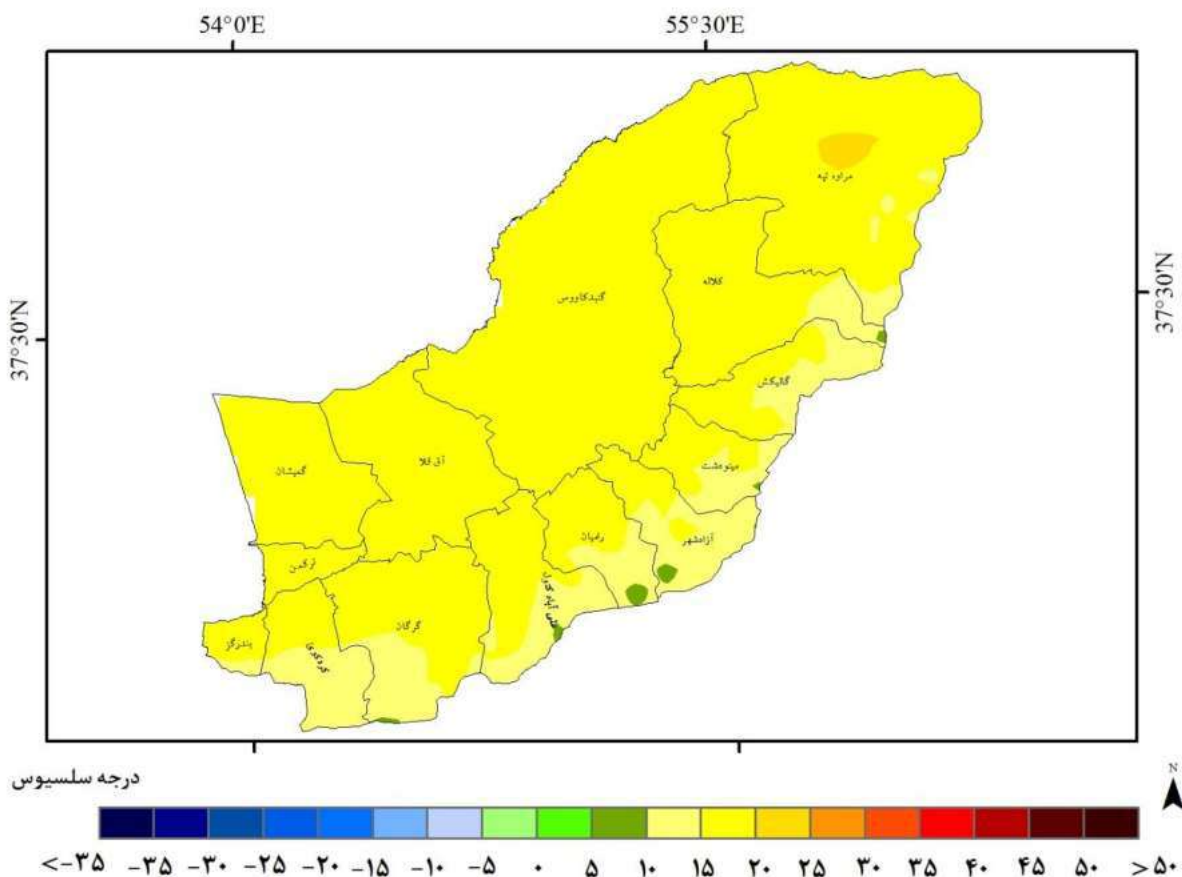 54°0'E
55°30'E
37°30'N
37°30'N
مراوه تپه
کلاله
گنبدکاووس
گالیکش
مینودشت
آق قلا
گمیشان
آزادشهر
رامیان
ترکمن
علی آباد کتول
گرگان
بندرگز
کردکوی
درجه سلسیوس
N
<-۳۵ -۳۵ -۳۰ -۲۵ -۲۰ -۱۵ -۱۰ -۵ ۰ ۵ ۱۰ ۱۵ ۲۰ ۲۵ ۳۰ ۳۵ ۴۰ ۴۵ ۵۰ >۵۰